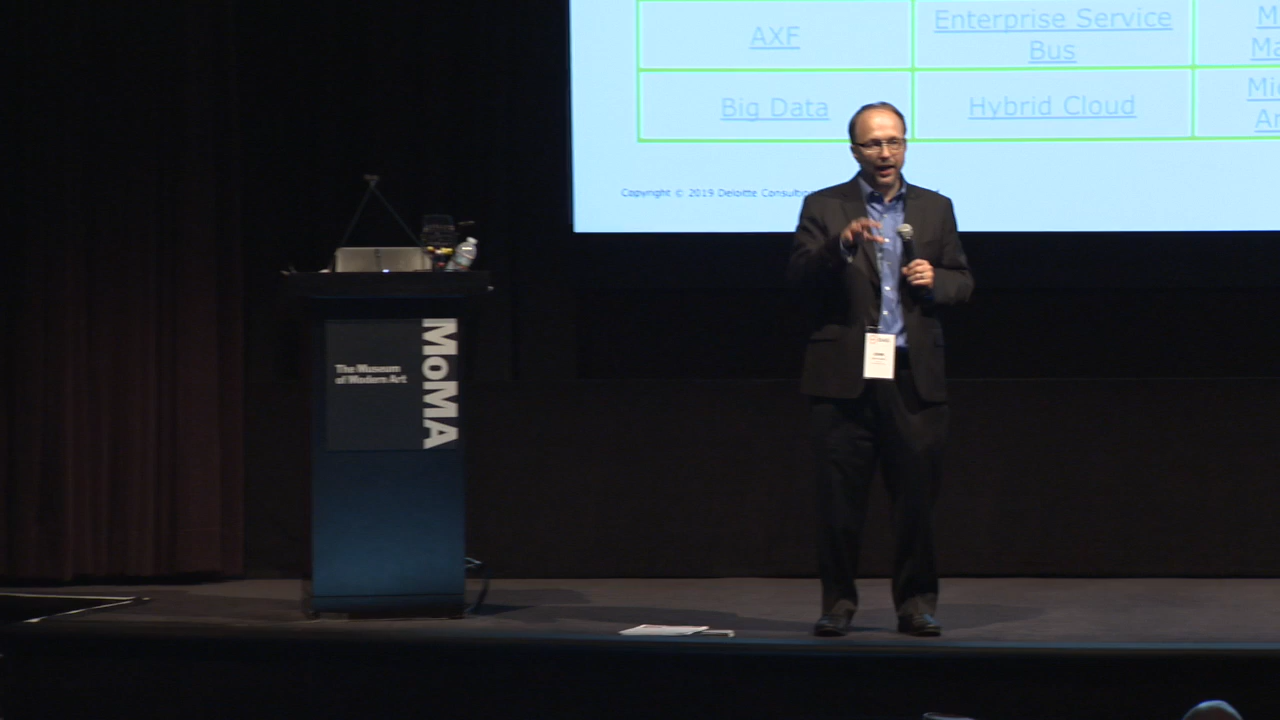 AXF
Enterprise Service
Bus
Big Data
Hybrid Cloud
Copyright © 2019 Deloitte Consulting
The Museum
of Modern Art
MoMA